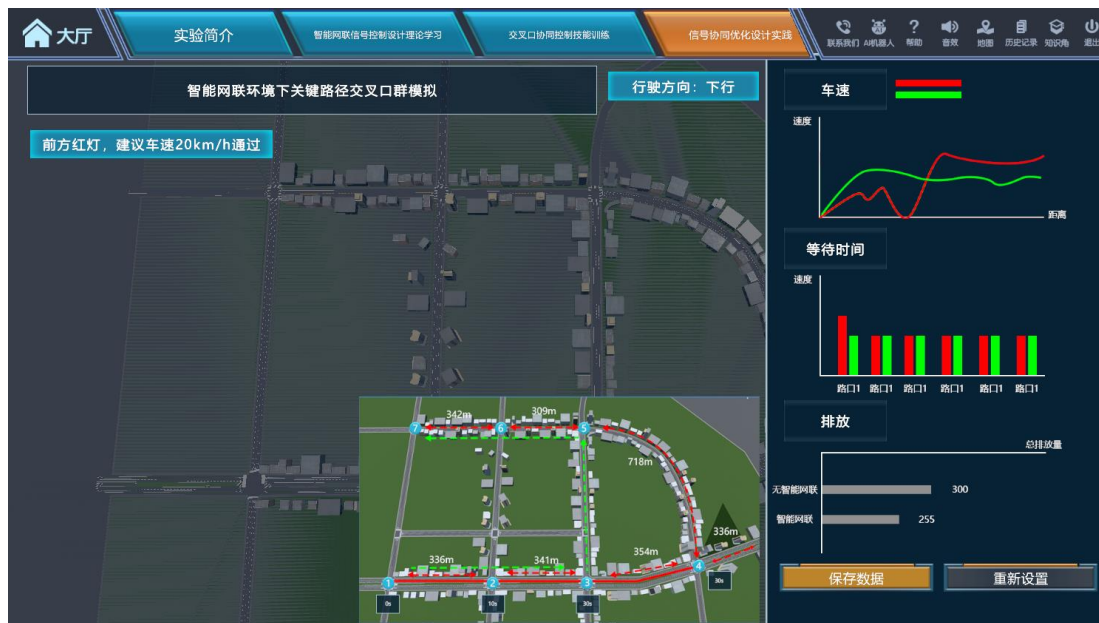 大厅
实验简介
智能网联信号控制设计理论学习
交叉口协同控制技能训练
信号协同优化设计实践
联系我们 AI机器人 帮助 音效 地图 历史记录 知识角 退出
智能网联环境下关键路径交叉口群模拟
行驶方向：下行
前方红灯，建议车速20km/h通过
车速
速度
距离
等待时间
速度
路口1 路口1 路口1 路口1 路口1 路口1
排放
总排放量
无智能网联 300
智能网联 255
保存数据 重新设置
342m 309m
7 6 5
718m
336m
336m 341m 354m
1 2 3 4
0s 10s 30s 30s